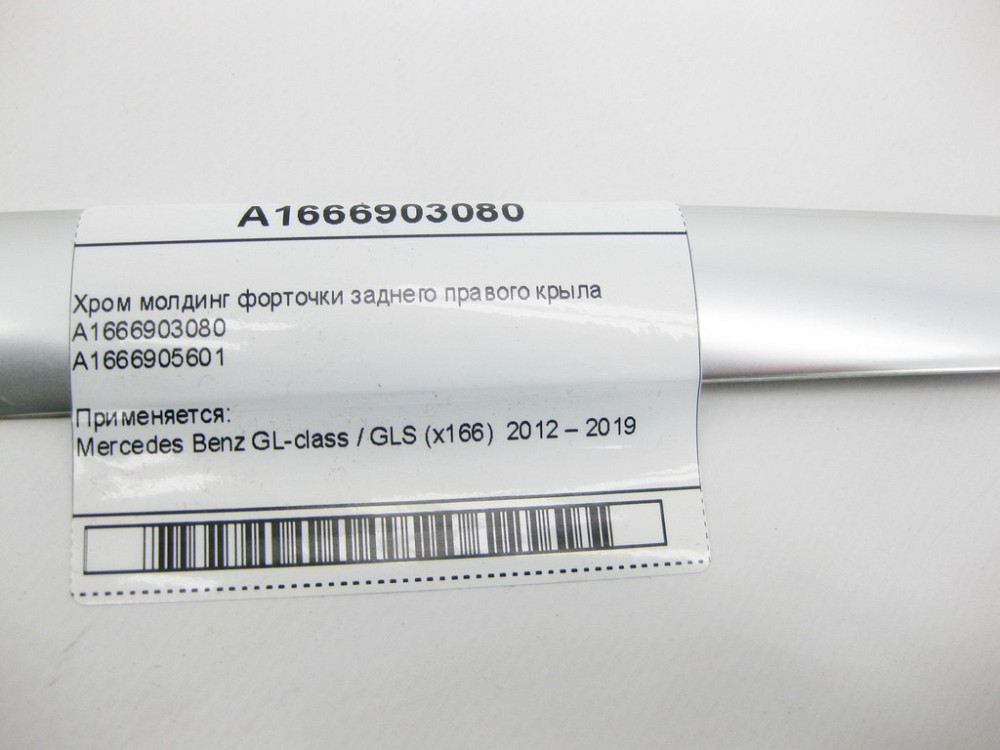 A1666903080
Хром молдинг форточки заднего правого крыла
A1666903080
A1666905601
Применяется:
Mercedes Benz GL-class / GLS (x166) 2012 – 2019